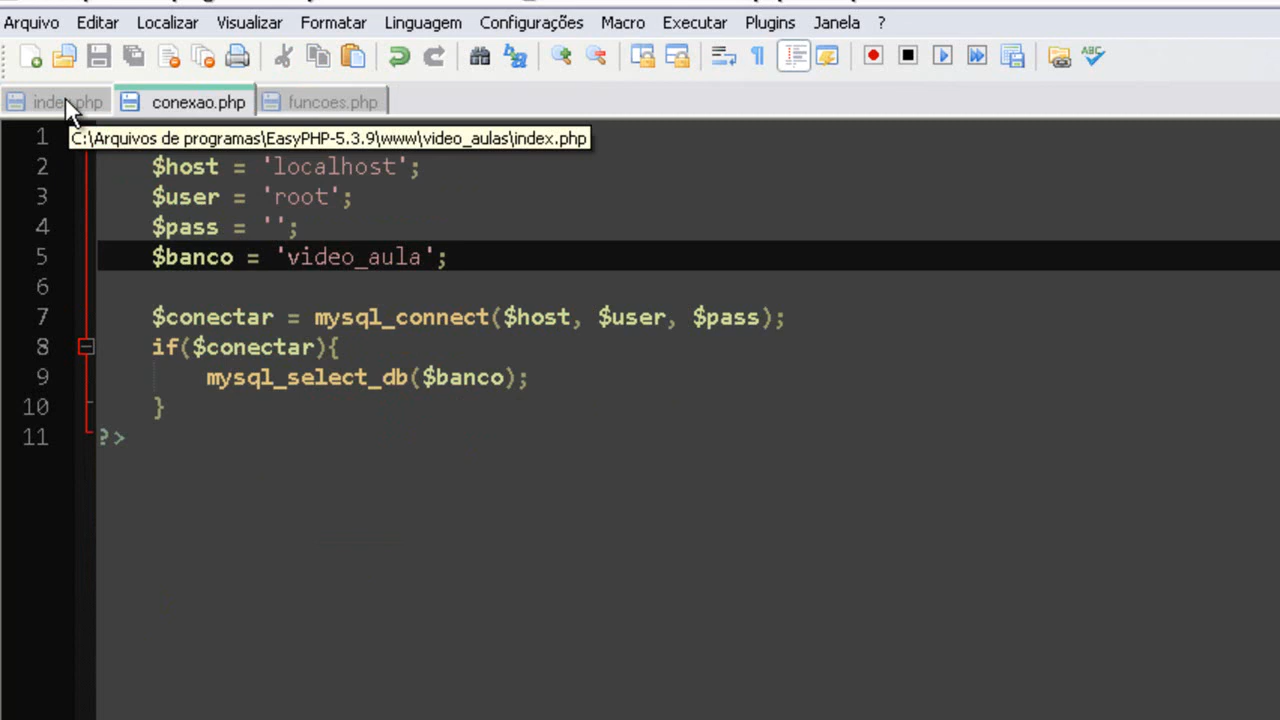 Arquivo Editar Localizar Visualizar Formatar Linguagem Configurações Macro Executar Plugins Janela ?
index.php conexao.php funcoes.php
C:\Arquivos de programas\EasyPHP-5.3.9\www\video_aulas\index.php
1
2 $host = 'localhost';
3 $user = 'root';
4 $pass = '';
5 $banco = 'video_aula';
6
7 $conectar = mysql_connect($host, $user, $pass);
8 if($conectar){
9 mysql_select_db($banco);
10 }
11 ?>